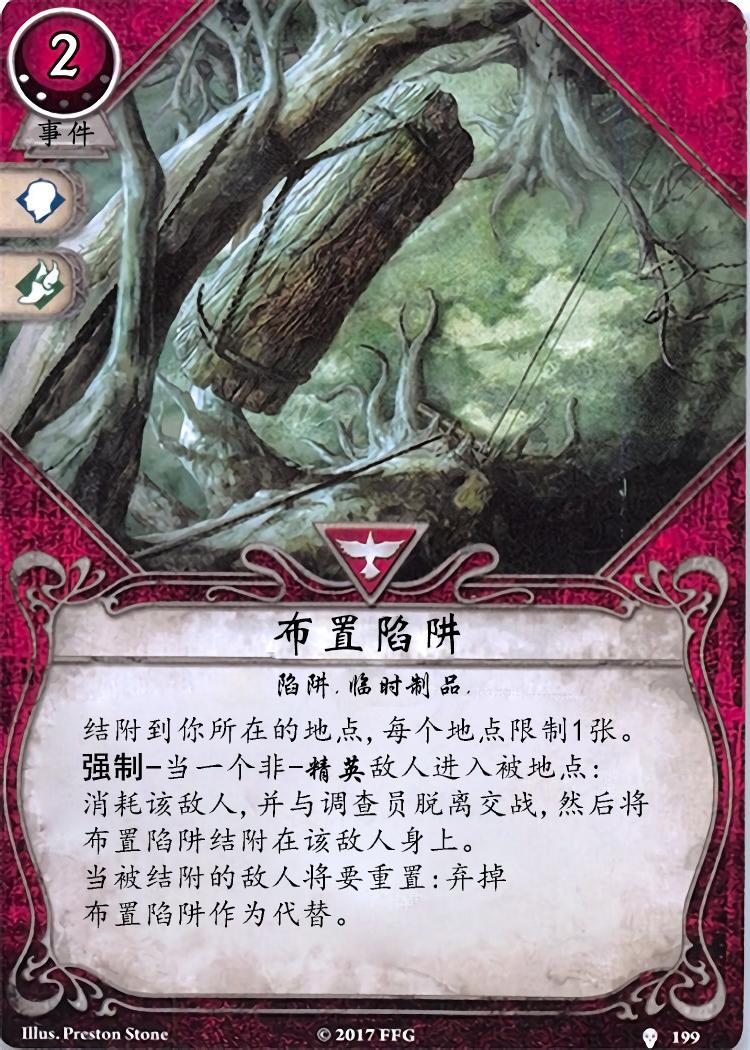 2
事件
布置陷阱
陷阱. 临时制品.
结附到你所在的地点,每个地点限制1张。
强制-当一个非-精英敌人进入被地点:
消耗该敌人,并与调查员脱离交战,然后将
布置陷阱结附在该敌人身上。
当被结附的敌人将要重置:弃掉
布置陷阱作为代替。
Illus. Preston Stone
© 2017 FFG
199